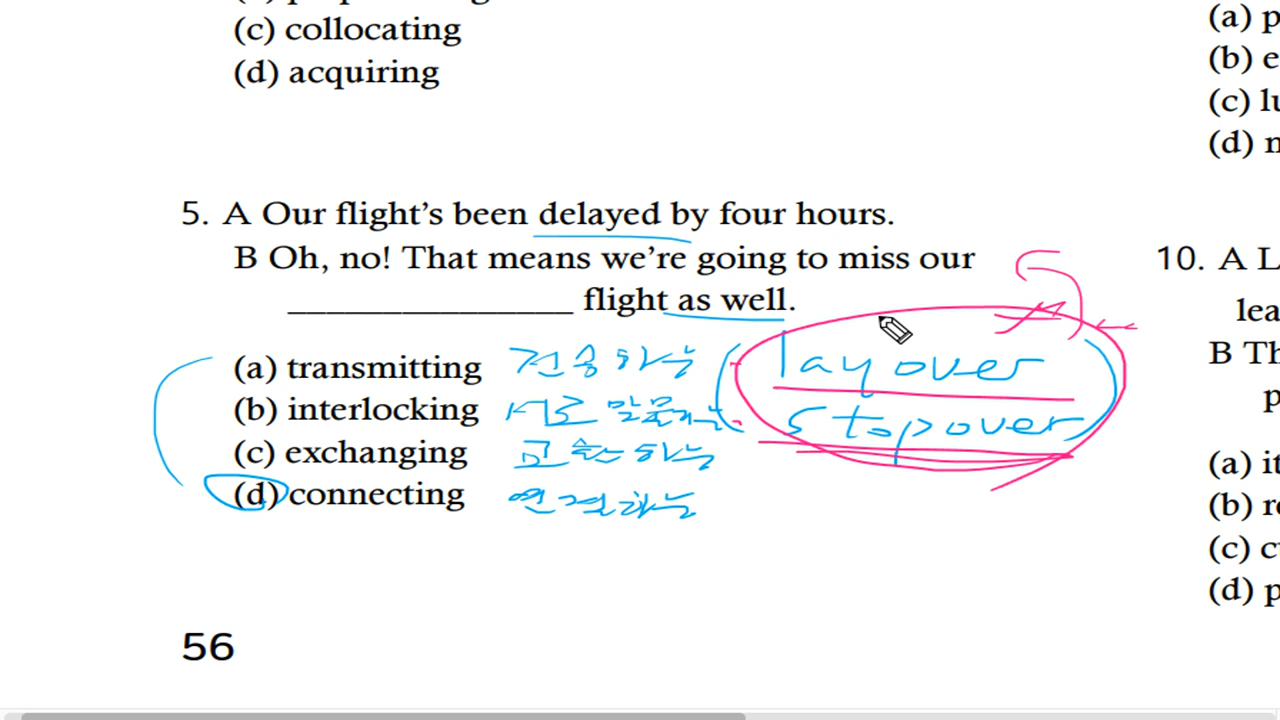 (c) collocating
(d) acquiring
5. A Our flight's been delayed by four hours.
B Oh, no! That means we're going to miss our
_______________ flight as well.
(a) transmitting 전송하는
(b) interlocking 서로 맞물리는
(c) exchanging 교환하는
(d) connecting 연결하는
layover
stopover
56
(a) p
(b) e
(c) lu
(d)
10. A L
lea
B Th
p
(a) it
(b) re
(c) cu
(d) p